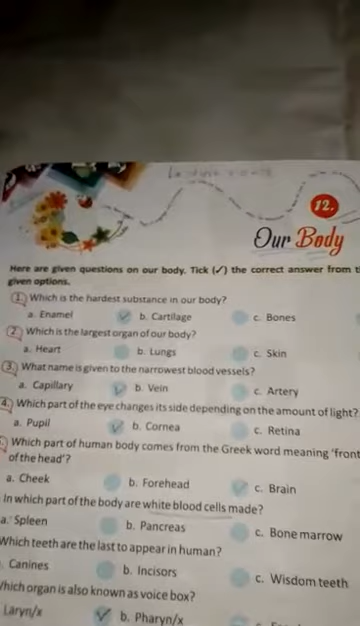 12.
Our Body
Here are given questions on our body. Tick (✓) the correct answer from
given options.
1. Which is the hardest substance in our body?
a. Enamel b. Cartilage c. Bones
2. Which is the largest organ of our body?
a. Heart b. Lungs c. Skin
3. What name is given to the narrowest blood vessels?
a. Capillary b. Vein c. Artery
4. Which part of the eye changes its side depending on the amount of light?
a. Pupil b. Cornea c. Retina
Which part of human body comes from the Greek word meaning 'front
of the head'?
a. Cheek b. Forehead c. Brain
In which part of the body are white blood cells made?
a. Spleen b. Pancreas c. Bone marrow
Which teeth are the last to appear in human?
Canines b. Incisors c. Wisdom teeth
Which organ is also known as voice box?
Laryn/x b. Pharyn/x